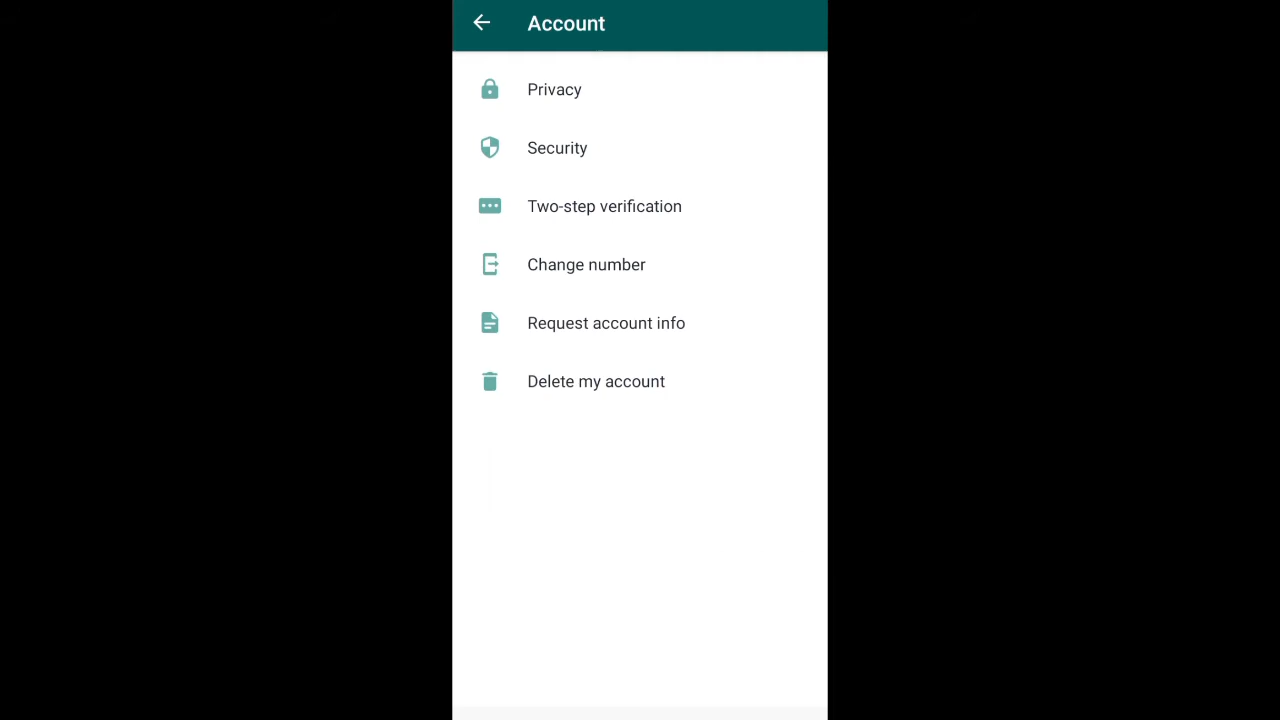 Account
Privacy
Security
Two-step verification
Change number
Request account info
Delete my account